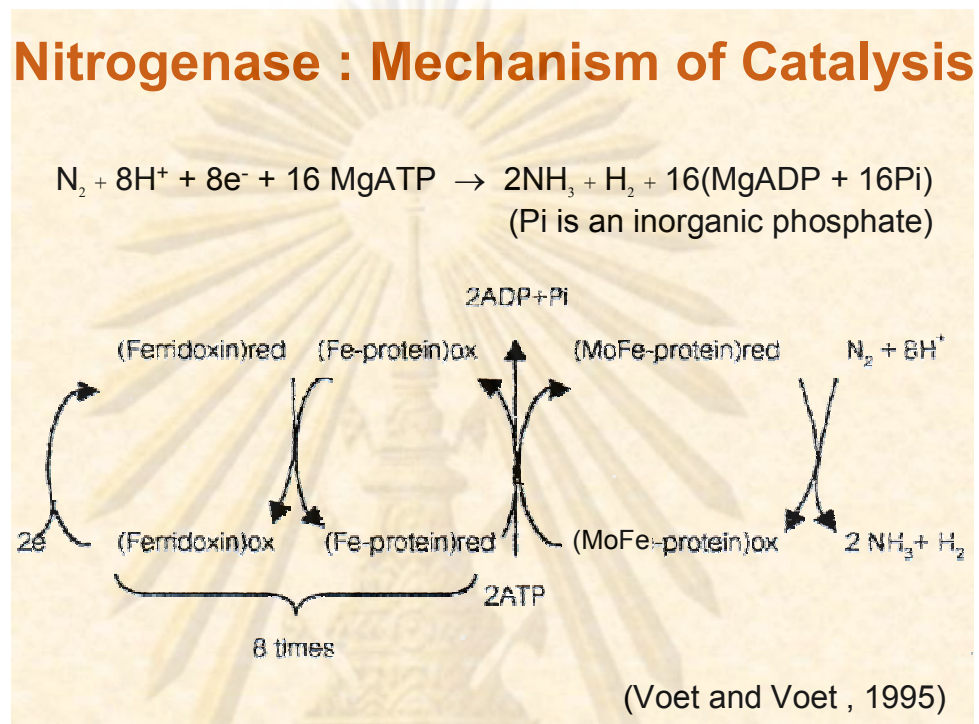 Nitrogenase : Mechanism of Catalysis
N₂ + 8H⁺ + 8e⁻ + 16 MgATP → 2NH₃ + H₂ + 16(MgADP + 16Pi)
(Pi is an inorganic phosphate)
2ADP+Pi
(Ferridoxin)red (Fe-protein)ox (MoFe-protein)red N₂ + 8H⁺
2e (Ferridoxin)ox (Fe-protein)red (MoFe-protein)ox 2 NH₃+ H₂
2ATP
8 times
(Voet and Voet , 1995)